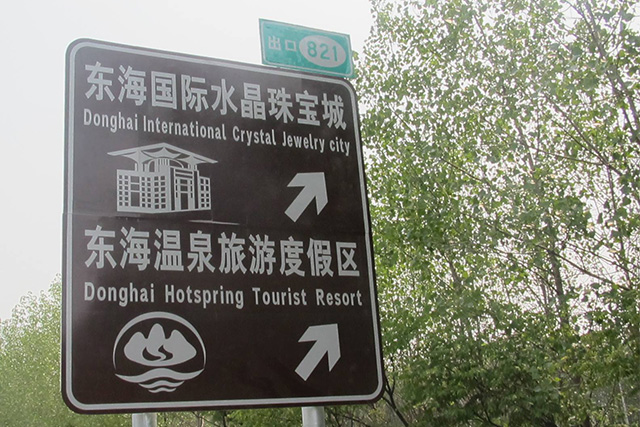 出口 821
东海国际水晶珠宝城
Donghai International Crystal Jewelry city
东海温泉旅游度假区
Donghai Hotspring Tourist Resort